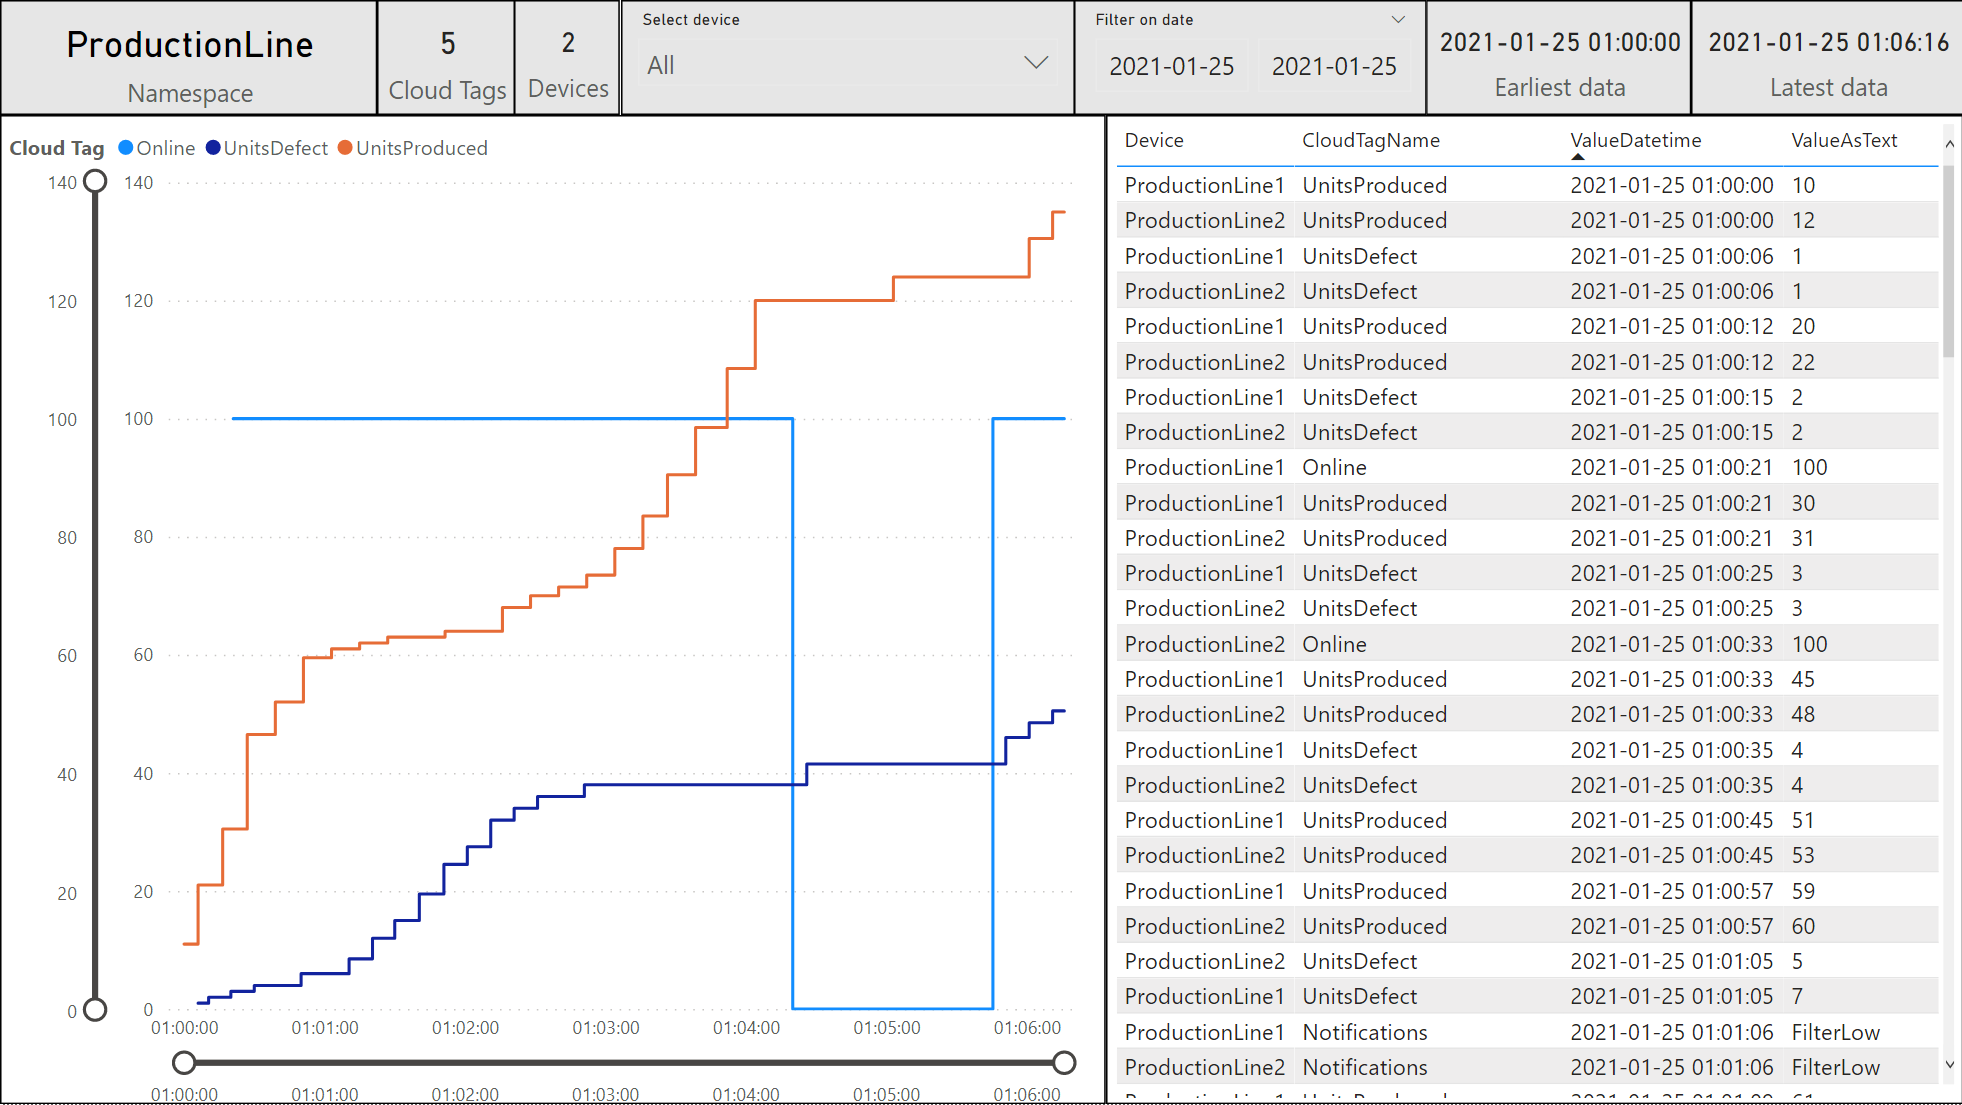 ProductionLine
Namespace
5
Cloud Tags
2
Devices
Select device
All
Filter on date
2021-01-25 2021-01-25
2021-01-25 01:00:00
Earliest data
2021-01-25 01:06:16
Latest data
Cloud Tag Online UnitsDefect UnitsProduced
140 140
120 120
100 100
80 80
60 60
40 40
20 20
0 0
01:00:00 01:01:00 01:02:00 01:03:00 01:04:00 01:05:00 01:06:00
01:00:00 01:01:00 01:02:00 01:03:00 01:04:00 01:05:00 01:06:00
Device CloudTagName ValueDatetime ValueAsText
ProductionLine1 UnitsProduced 2021-01-25 01:00:00 10
ProductionLine2 UnitsProduced 2021-01-25 01:00:00 12
ProductionLine1 UnitsDefect 2021-01-25 01:00:06 1
ProductionLine2 UnitsDefect 2021-01-25 01:00:06 1
ProductionLine1 UnitsProduced 2021-01-25 01:00:12 20
ProductionLine2 UnitsProduced 2021-01-25 01:00:12 22
ProductionLine1 UnitsDefect 2021-01-25 01:00:15 2
ProductionLine2 UnitsDefect 2021-01-25 01:00:15 2
ProductionLine1 Online 2021-01-25 01:00:21 100
ProductionLine1 UnitsProduced 2021-01-25 01:00:21 30
ProductionLine2 UnitsProduced 2021-01-25 01:00:21 31
ProductionLine1 UnitsDefect 2021-01-25 01:00:25 3
ProductionLine2 UnitsDefect 2021-01-25 01:00:25 3
ProductionLine2 Online 2021-01-25 01:00:33 100
ProductionLine1 UnitsProduced 2021-01-25 01:00:33 45
ProductionLine2 UnitsProduced 2021-01-25 01:00:33 48
ProductionLine1 UnitsDefect 2021-01-25 01:00:35 4
ProductionLine2 UnitsDefect 2021-01-25 01:00:35 4
ProductionLine1 UnitsProduced 2021-01-25 01:00:45 51
ProductionLine2 UnitsProduced 2021-01-25 01:00:45 53
ProductionLine1 UnitsProduced 2021-01-25 01:00:57 59
ProductionLine2 UnitsProduced 2021-01-25 01:00:57 60
ProductionLine2 UnitsDefect 2021-01-25 01:01:05 5
ProductionLine1 UnitsDefect 2021-01-25 01:01:05 7
ProductionLine1 Notifications 2021-01-25 01:01:06 FilterLow
ProductionLine2 Notifications 2021-01-25 01:01:06 FilterLow